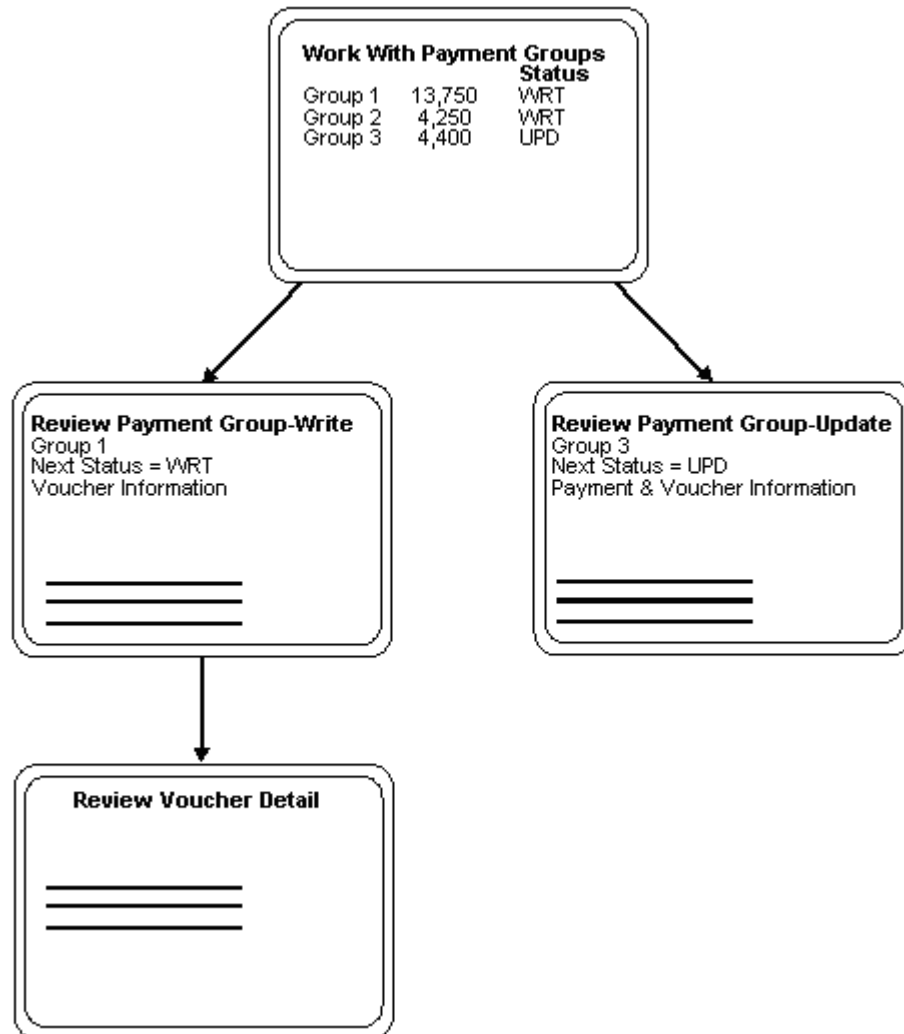 Work With Payment Groups
Status
Group 1 13,750 WRT
Group 2 4,250 WRT
Group 3 4,400 UPD
Review Payment Group-Write
Group 1
Next Status = WRT
Voucher Information
Review Payment Group-Update
Group 3
Next Status = UPD
Payment & Voucher Information
Review Voucher Detail